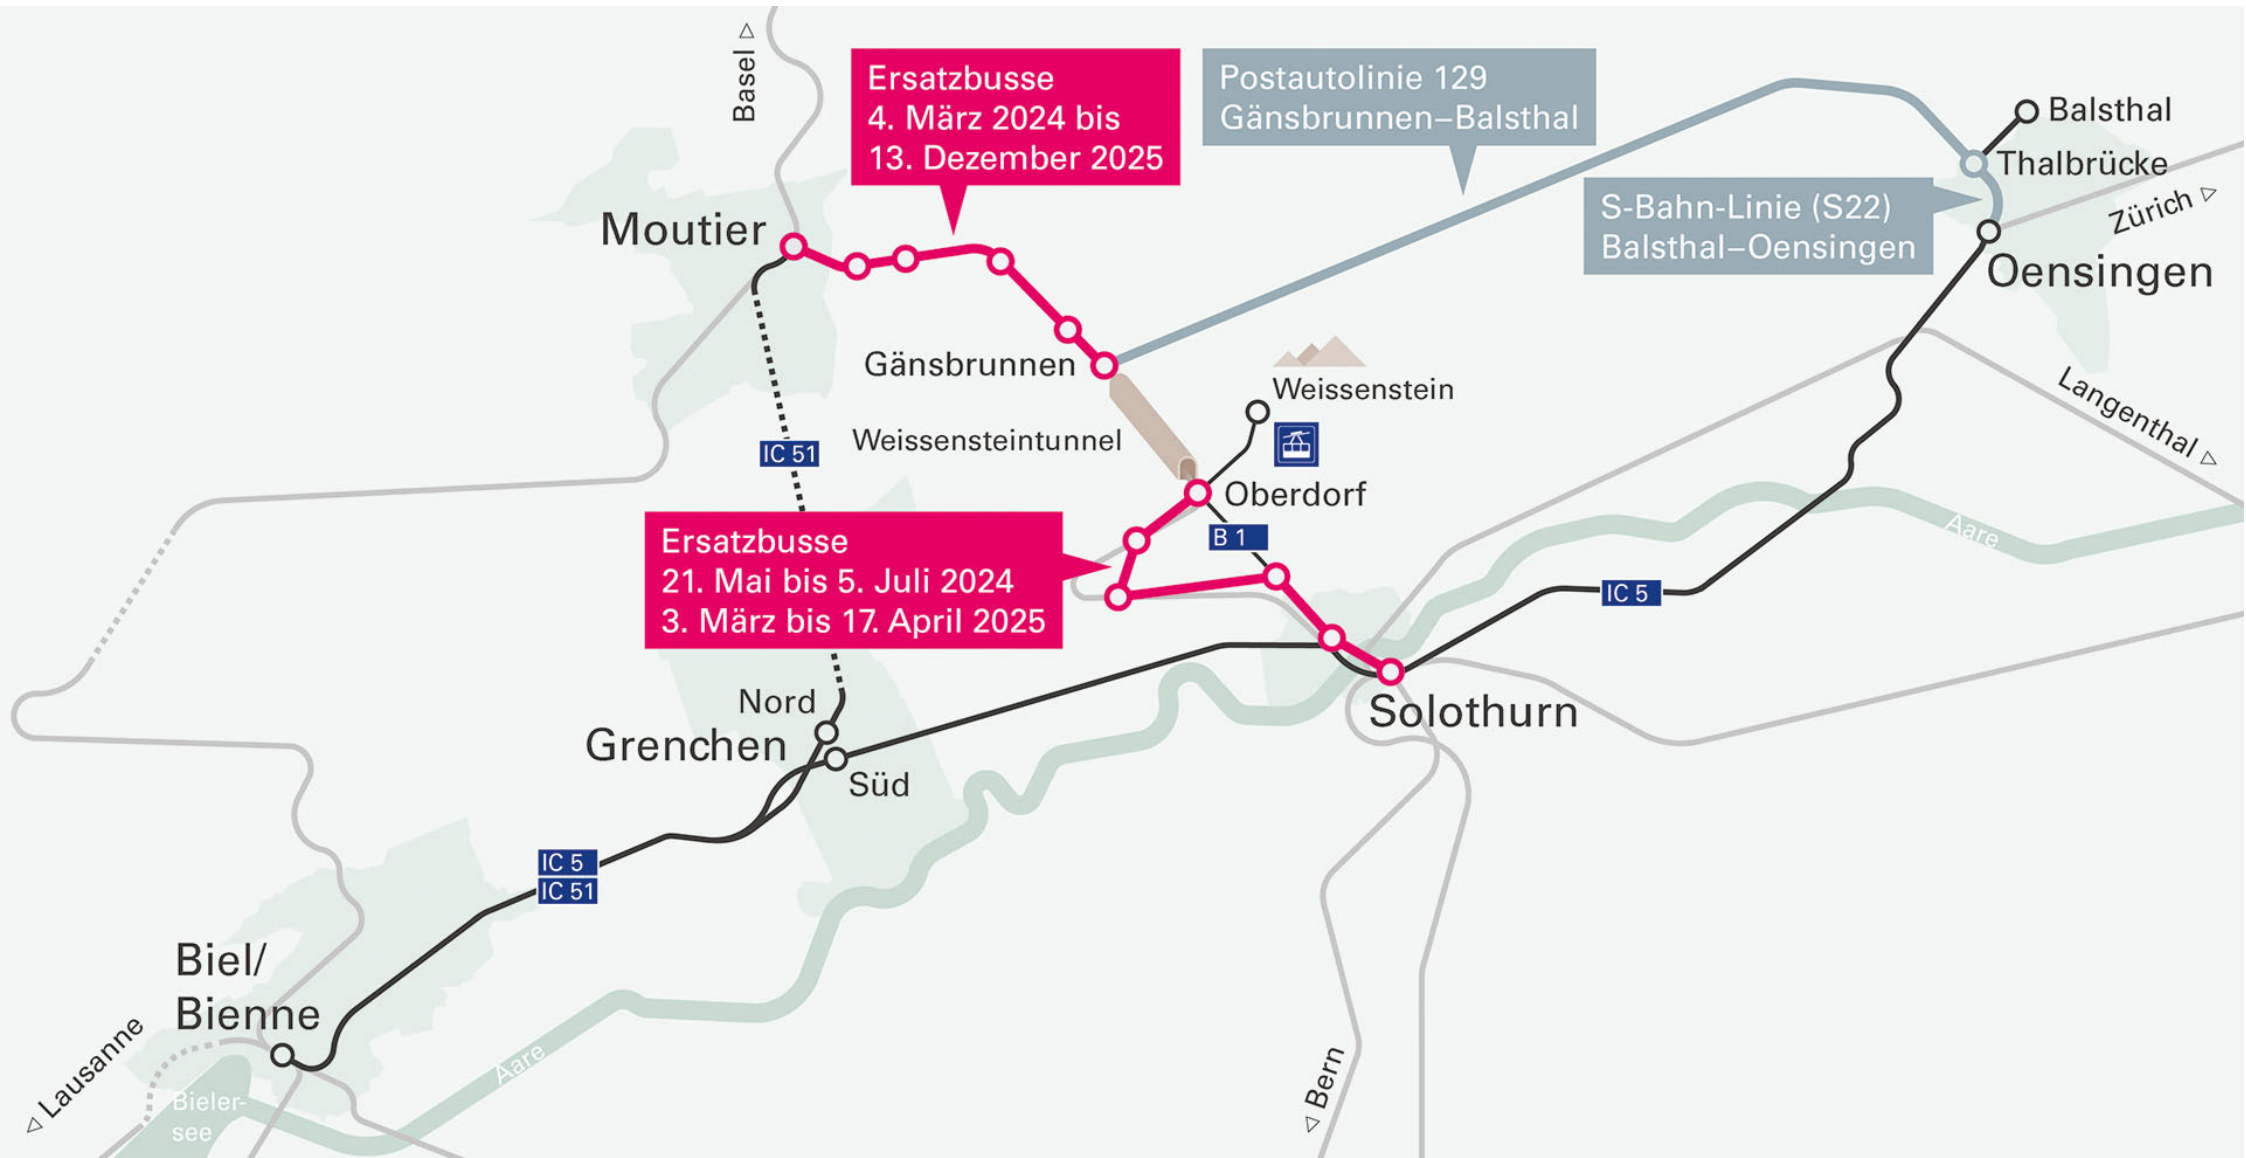 Basel
Ersatzbusse
4. März 2024 bis
13. Dezember 2025
Postautolinie 129
Gänsbrunnen–Balsthal
Balsthal
Thalbrücke
S-Bahn-Linie (S22)
Balsthal–Oensingen
Zürich
Oensingen
Moutier
Gänsbrunnen
Weissenstein
Langenthal
Weissensteintunnel
IC 51
Oberdorf
B 1
Aare
Ersatzbusse
21. Mai bis 5. Juli 2024
3. März bis 17. April 2025
IC 5
Nord
Grenchen
Süd
Solothurn
IC 5
IC 51
Biel/
Bienne
Lausanne
Aare
Bern
Bieler-
see